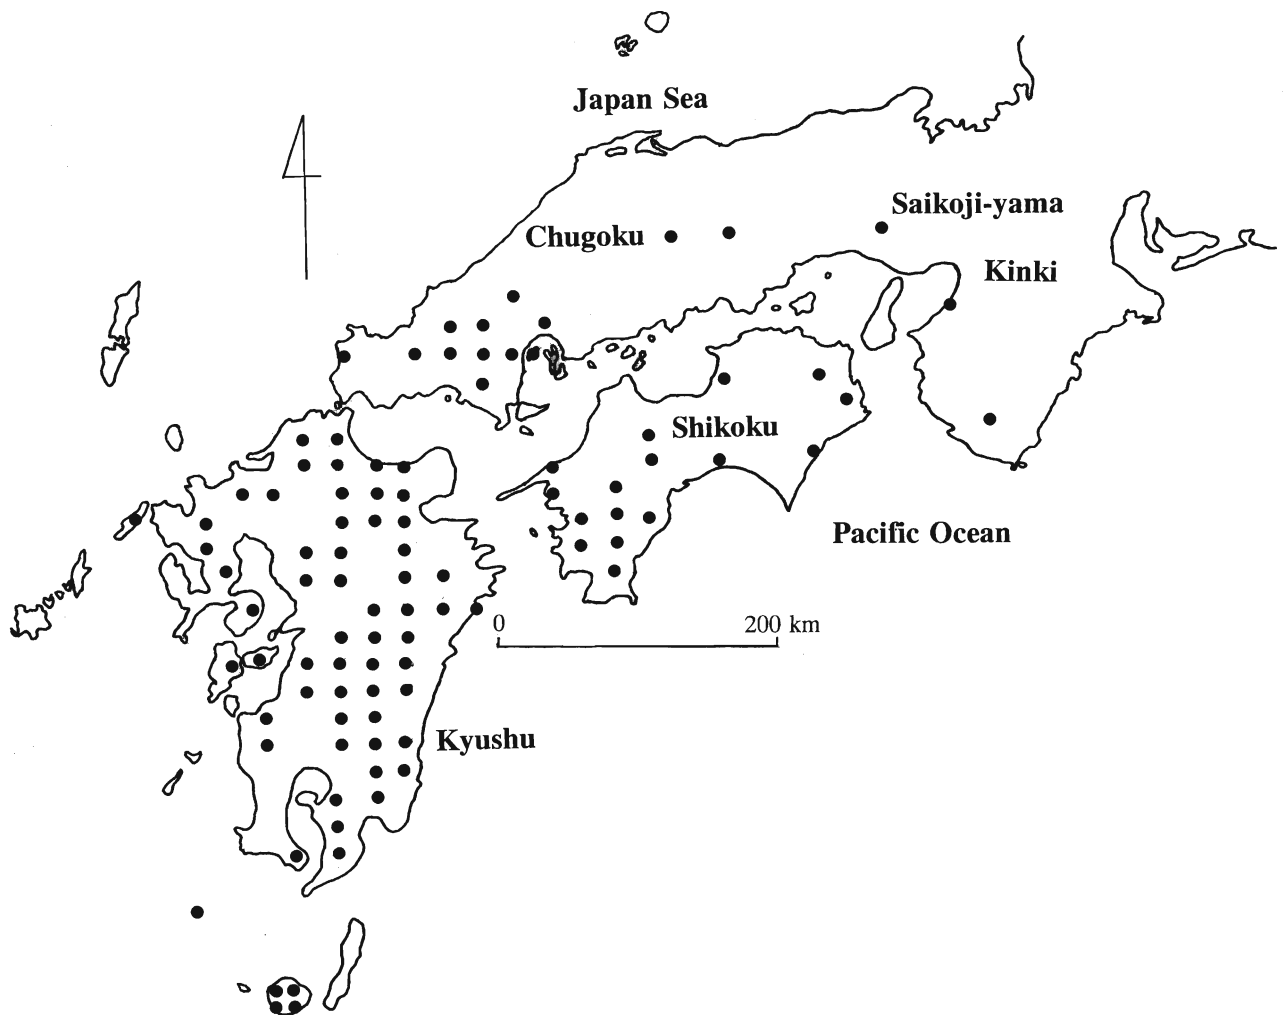 Japan Sea
Saikoji-yama
Chugoku
Kinki
Shikoku
Pacific Ocean
0 200 km
Kyushu